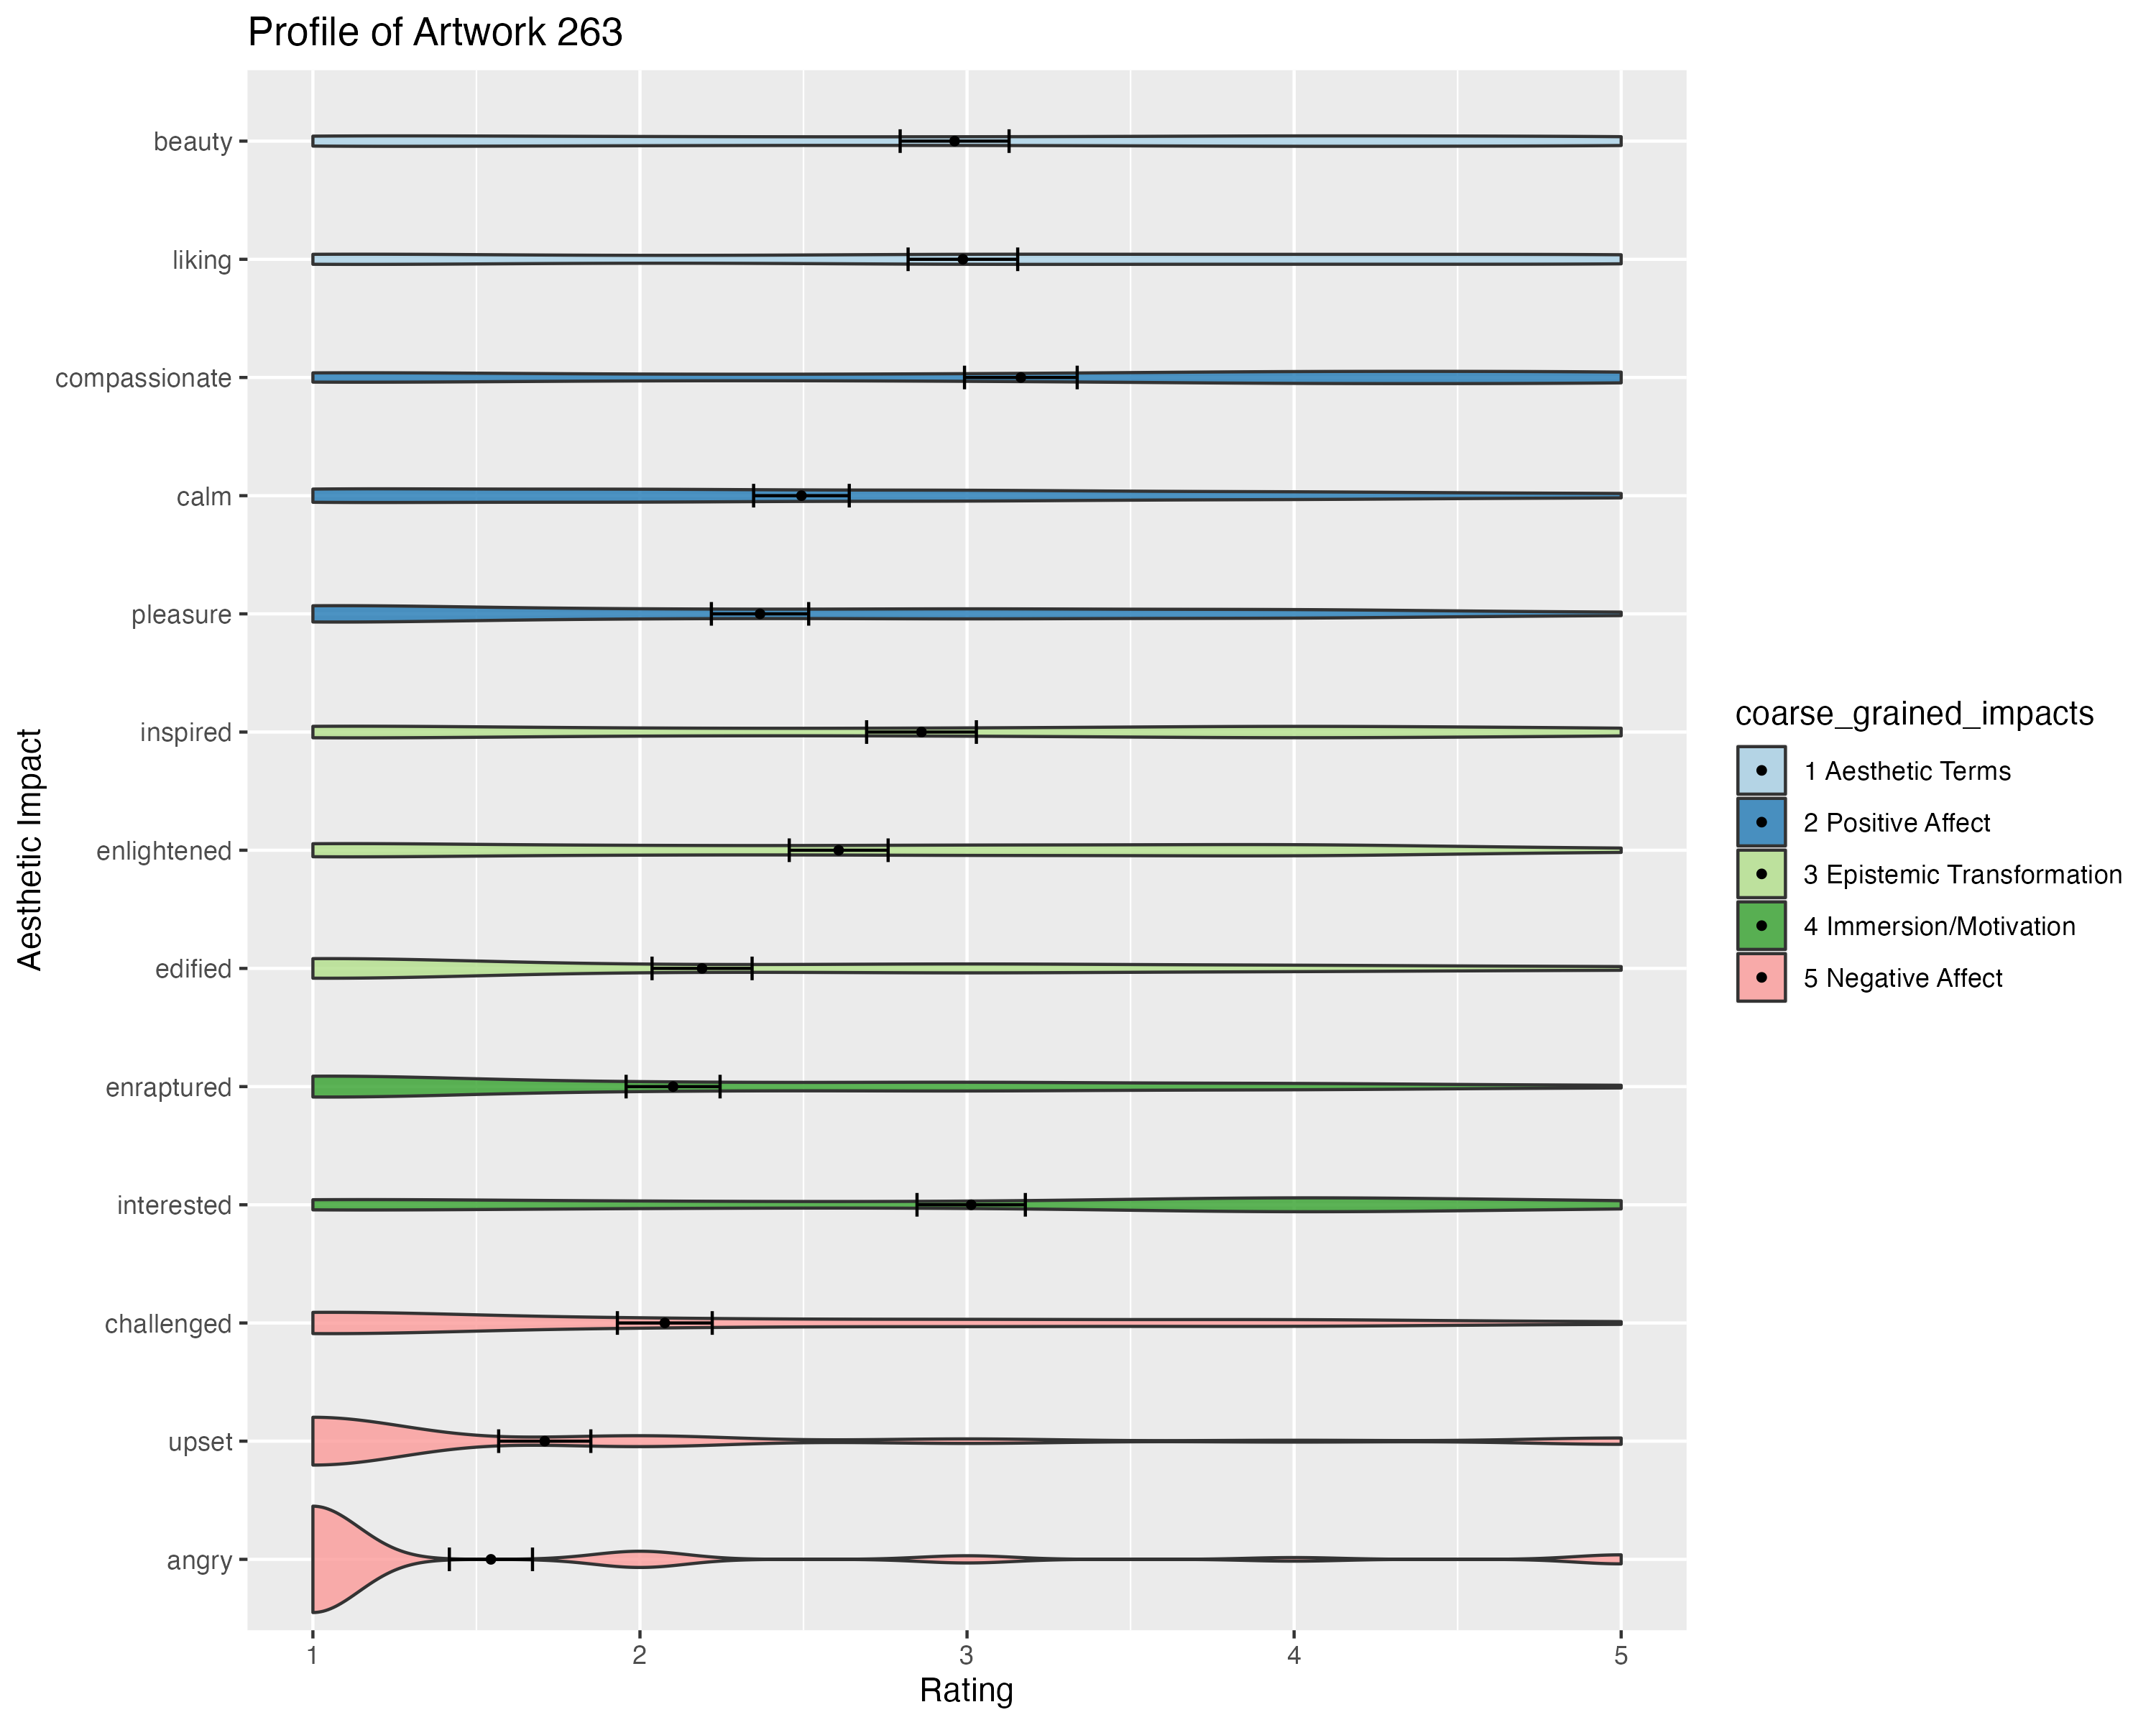 Profile of Artwork 263
Aesthetic Impact
beauty
liking
compassionate
calm
pleasure
inspired
enlightened
edified
enraptured
interested
challenged
upset
angry
1 2 3 4 5
Rating
coarse_grained_impacts
1 Aesthetic Terms
2 Positive Affect
3 Epistemic Transformation
4 Immersion/Motivation
5 Negative Affect